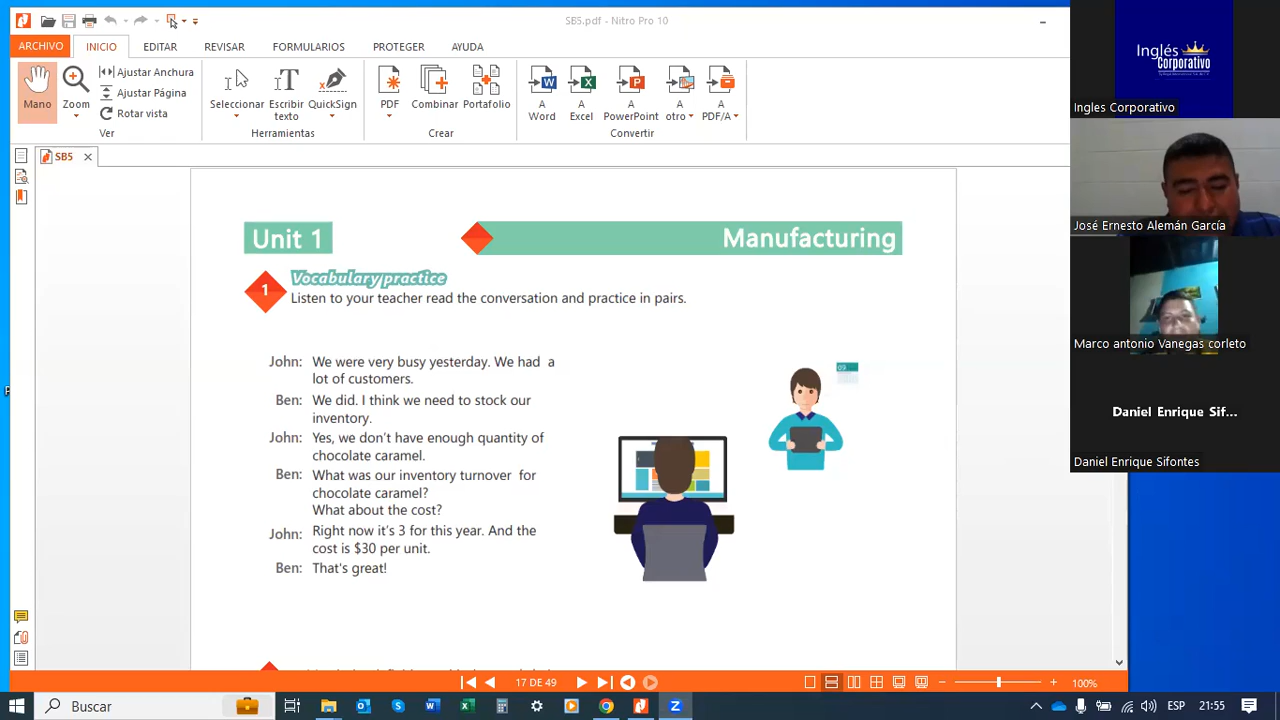 SB5.pdf - Nitro Pro 10
ARCHIVO INICIO EDITAR REVISAR FORMULARIOS PROTEGER AYUDA
Mano
Zoom
Ajustar Anchura
Ajustar Página
Rotar vista
Ver
Seleccionar
Escribir
texto
QuickSign
Herramientas
PDF
Combinar
Portafolio
Crear
A
Word
A
Excel
A
PowerPoint
A
otro
A
PDF/A
Convertir
SB5
Unit 1
Manufacturing
1
Vocabulary practice
Listen to your teacher read the conversation and practice in pairs.
John: We were very busy yesterday. We had a
lot of customers.
Ben: We did. I think we need to stock our
inventory.
John: Yes, we don't have enough quantity of
chocolate caramel.
Ben: What was our inventory turnover for
chocolate caramel?
What about the cost?
John: Right now it's 3 for this year. And the
cost is $30 per unit.
Ben: That's great!
09
17 DE 49
100%
Inglés
Corporativo
Ingles Corporativo
José Ernesto Alemán García
Marco antonio Vanegas corleto
Daniel Enrique Sif...
Daniel Enrique Sifontes
Buscar
ESP
21:55